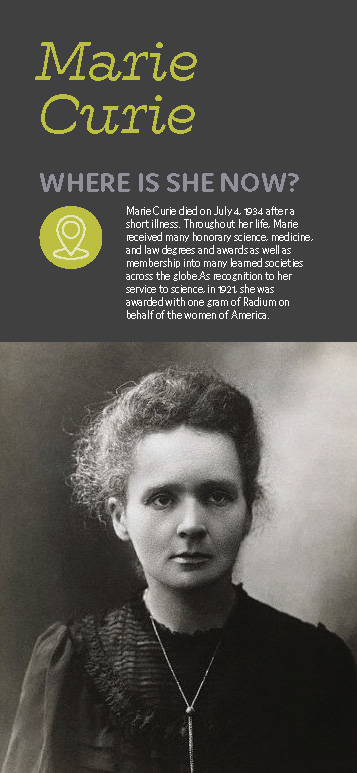 Marie
Curie
WHERE IS SHE NOW?
Marie Curie died on July 4, 1934 after a
short illness. Throughout her life, Marie
received many honorary science, medicine,
and law degrees and awards as well as
membership into many learned societies
across the globe.As recognition to her
service to science, in 1921, she was
awarded with one gram of Radium on
behalf of the women of America.